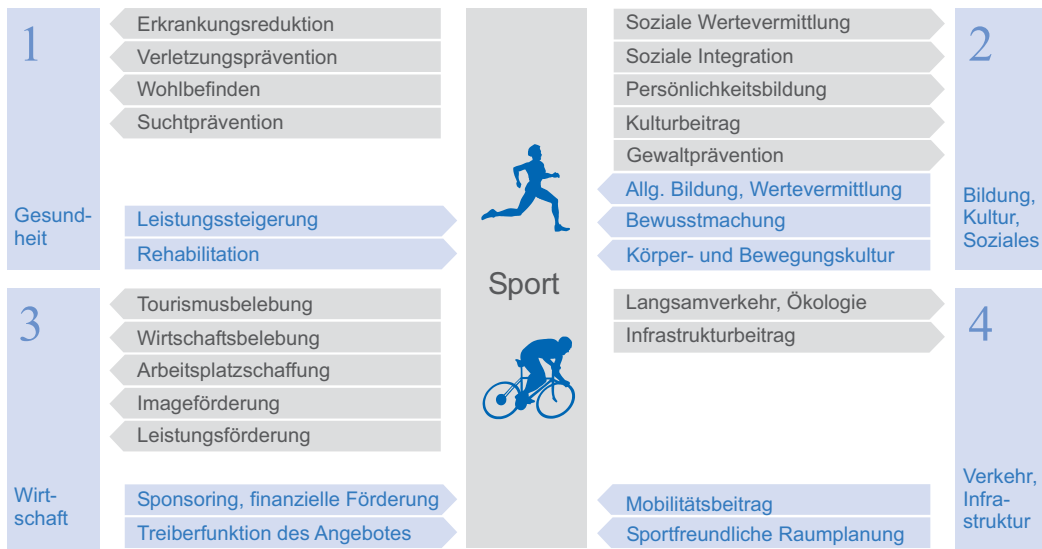 1
Erkrankungsreduktion
Verletzungsprävention
Wohlbefinden
Suchtprävention
Gesund-
heit
Leistungssteigerung
Rehabilitation
Sport
Soziale Wertevermittlung
Soziale Integration
Persönlichkeitsbildung
Kulturbeitrag
Gewaltprävention
Allg. Bildung, Wertevermittlung
Bewusstmachung
Körper- und Bewegungskultur
2
Bildung,
Kultur,
Soziales
3
Tourismusbelebung
Wirtschaftsbelebung
Arbeitsplatzschaffung
Imageförderung
Leistungsförderung
Wirt-
schaft
Sponsoring, finanzielle Förderung
Treiberfunktion des Angebotes
Langsamverkehr, Ökologie
Infrastrukturbeitrag
Mobilitätsbeitrag
Sportfreundliche Raumplanung
4
Verkehr,
Infra-
struktur